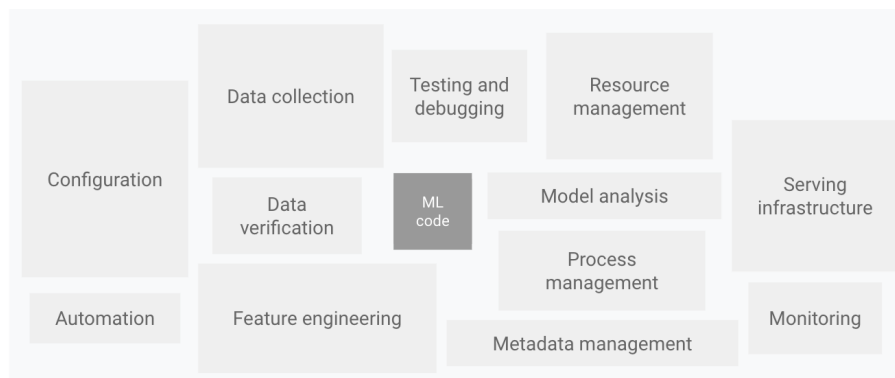 Configuration
Automation
Data collection
Data
verification
Feature engineering
Testing and
debugging
ML
code
Resource
management
Model analysis
Process
management
Metadata management
Serving
infrastructure
Monitoring